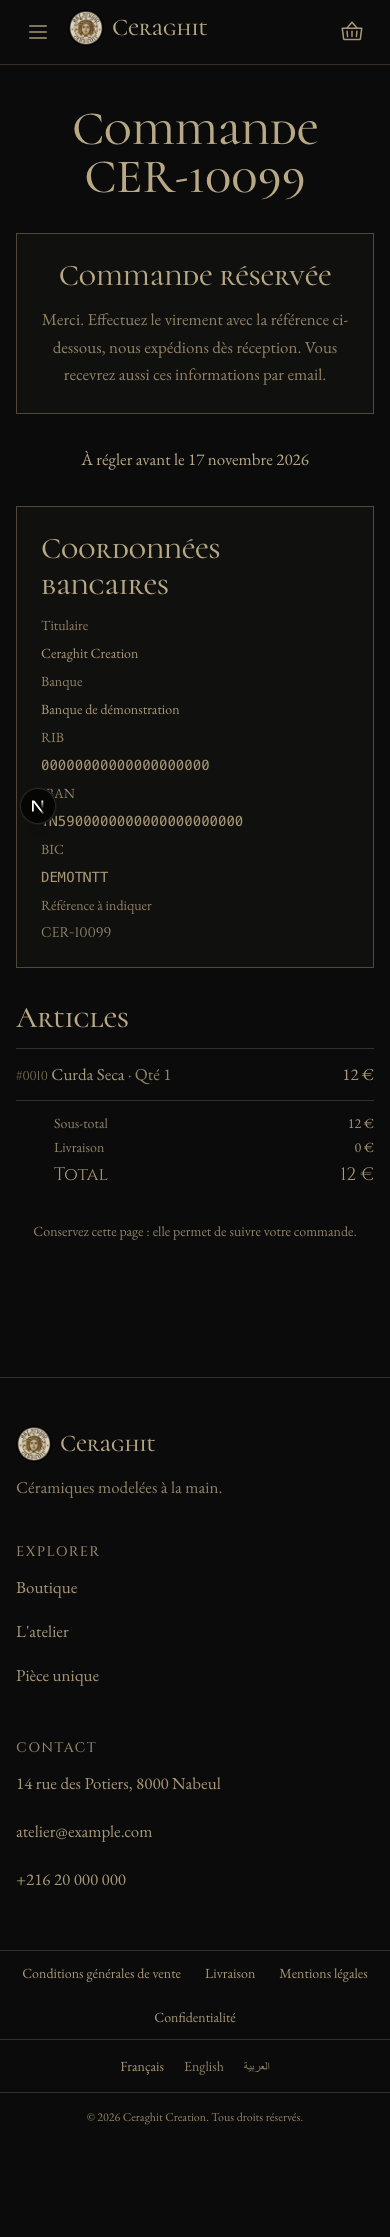 Ceraghit
Commande
CER-10099
Commande réservée
Merci. Effectuez le virement avec la référence ci-
dessous, nous expédions dès réception. Vous
recevrez aussi ces informations par email.
À régler avant le 17 novembre 2026
Coordonnées
bancaires
Titulaire
Ceraghit Creation
Banque
Banque de démonstration
RIB
00000000000000000000
N
BIC
DEMOTNTT
Référence à indiquer
CER-10099
Articles
#0010 Curda Seca · Qté 1 12 €
Sous-total 12 €
Livraison 0 €
Total 12 €
Conservez cette page : elle permet de suivre votre commande.
Ceraghit
Céramiques modelées à la main.
EXPLORER
Boutique
L'atelier
Pièce unique
CONTACT
14 rue des Potiers, 8000 Nabeul
atelier@example.com
+216 20 000 000
Conditions générales de vente Livraison Mentions légales
Confidentialité
Français English العربية
© 2026 Ceraghit Creation. Tous droits réservés.